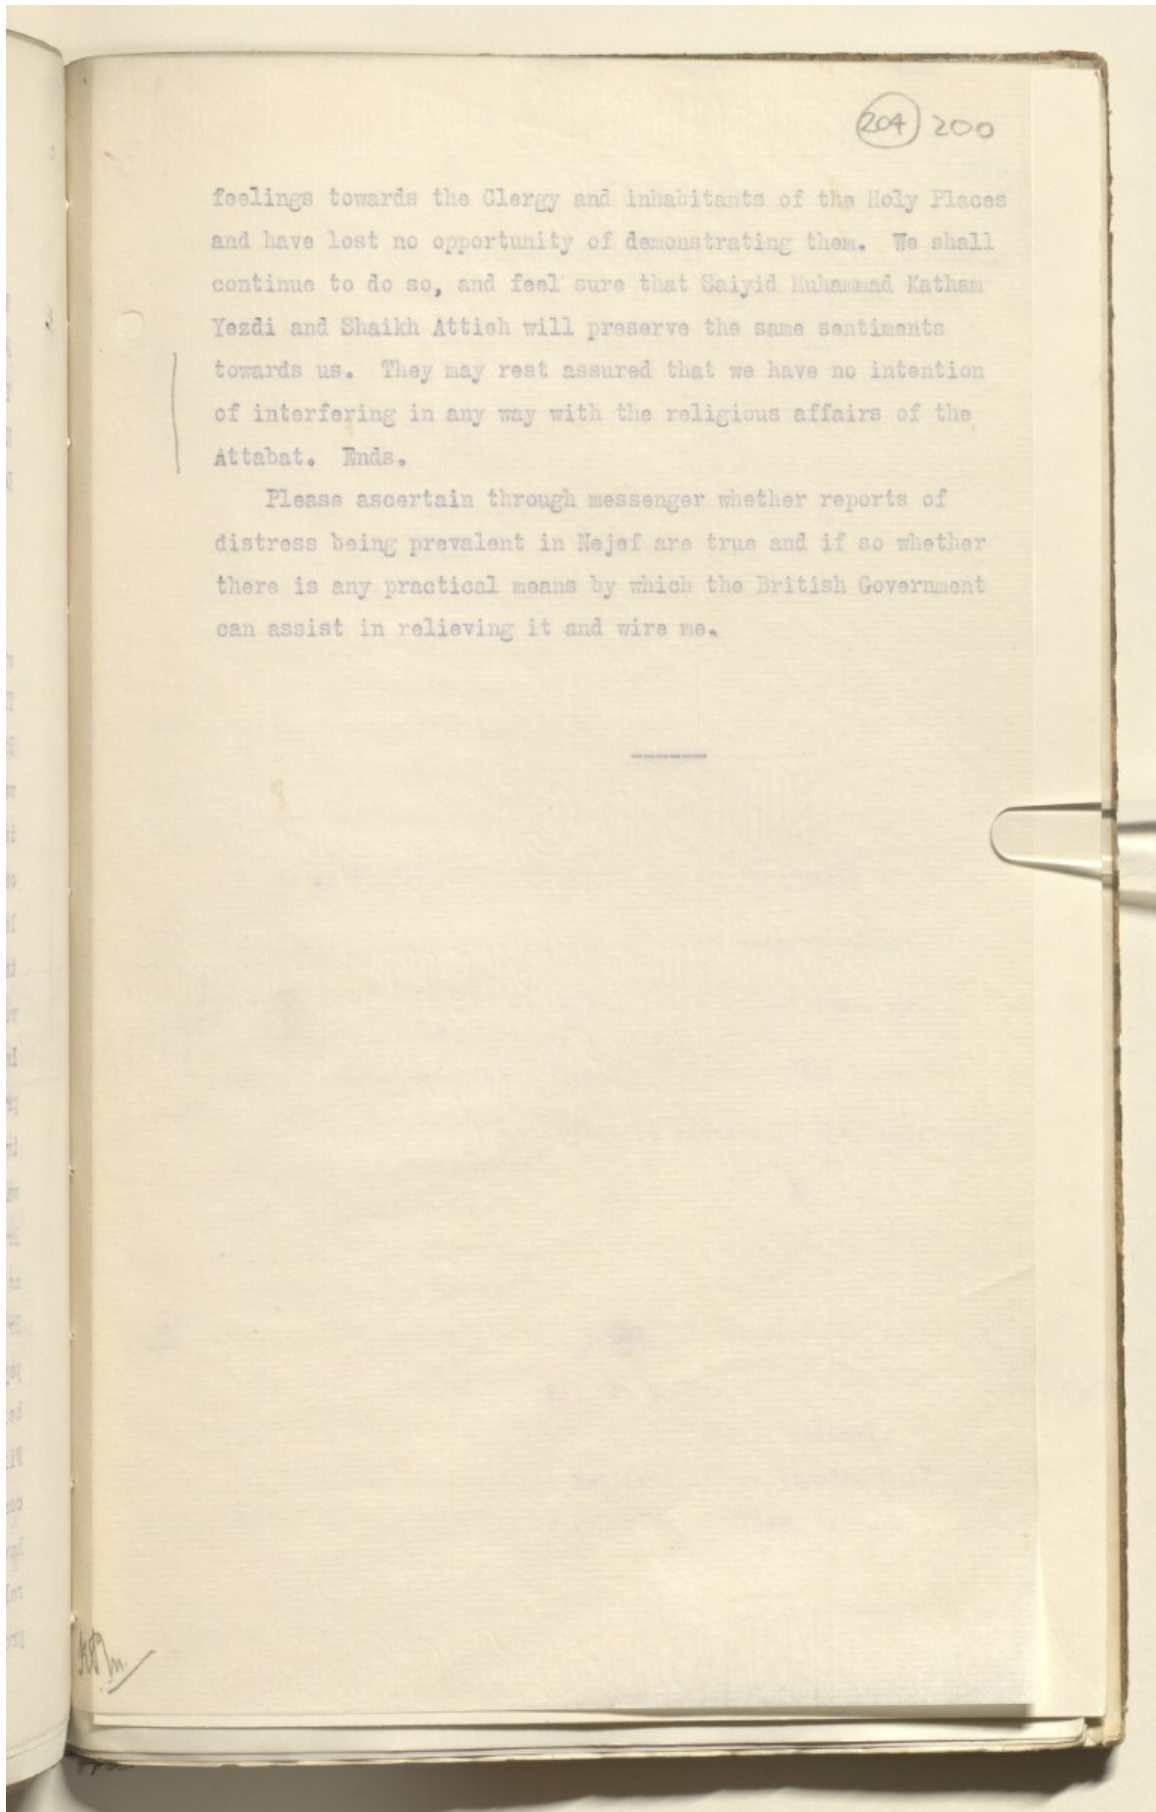 204 200
feelings towards the Clergy and inhabitants of the Holy Places
and have lost no opportunity of demonstrating them. We shall
continue to do so, and feel sure that Saiyid Muhammad Katham
Yezdi and Shaikh Attieh will preserve the same sentiments
towards us. They may rest assured that we have no intention
of interfering in any way with the religious affairs of the
Attabat. Ends.
Please ascertain through messenger whether reports of
distress being prevalent in Nejef are true and if so whether
there is any practical means by which the British Government
can assist in relieving it and wire me.